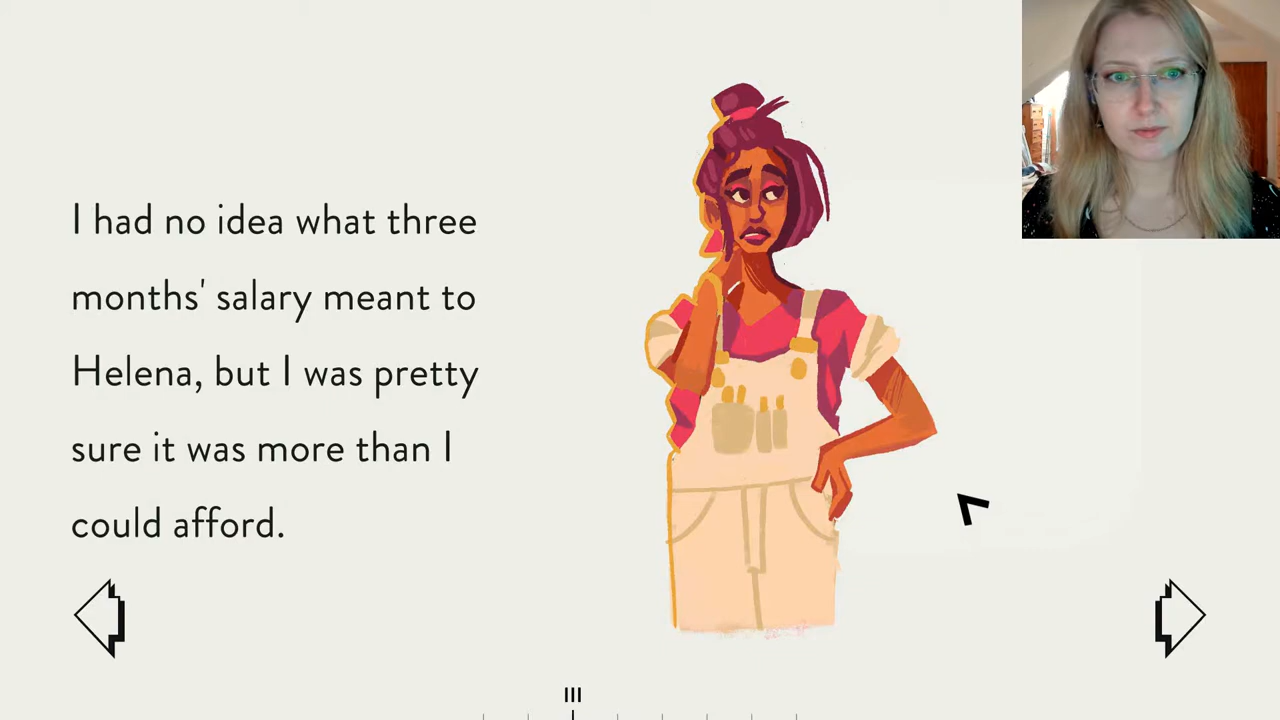 I had no idea what three
months' salary meant to
Helena, but I was pretty
sure it was more than I
could afford.
III